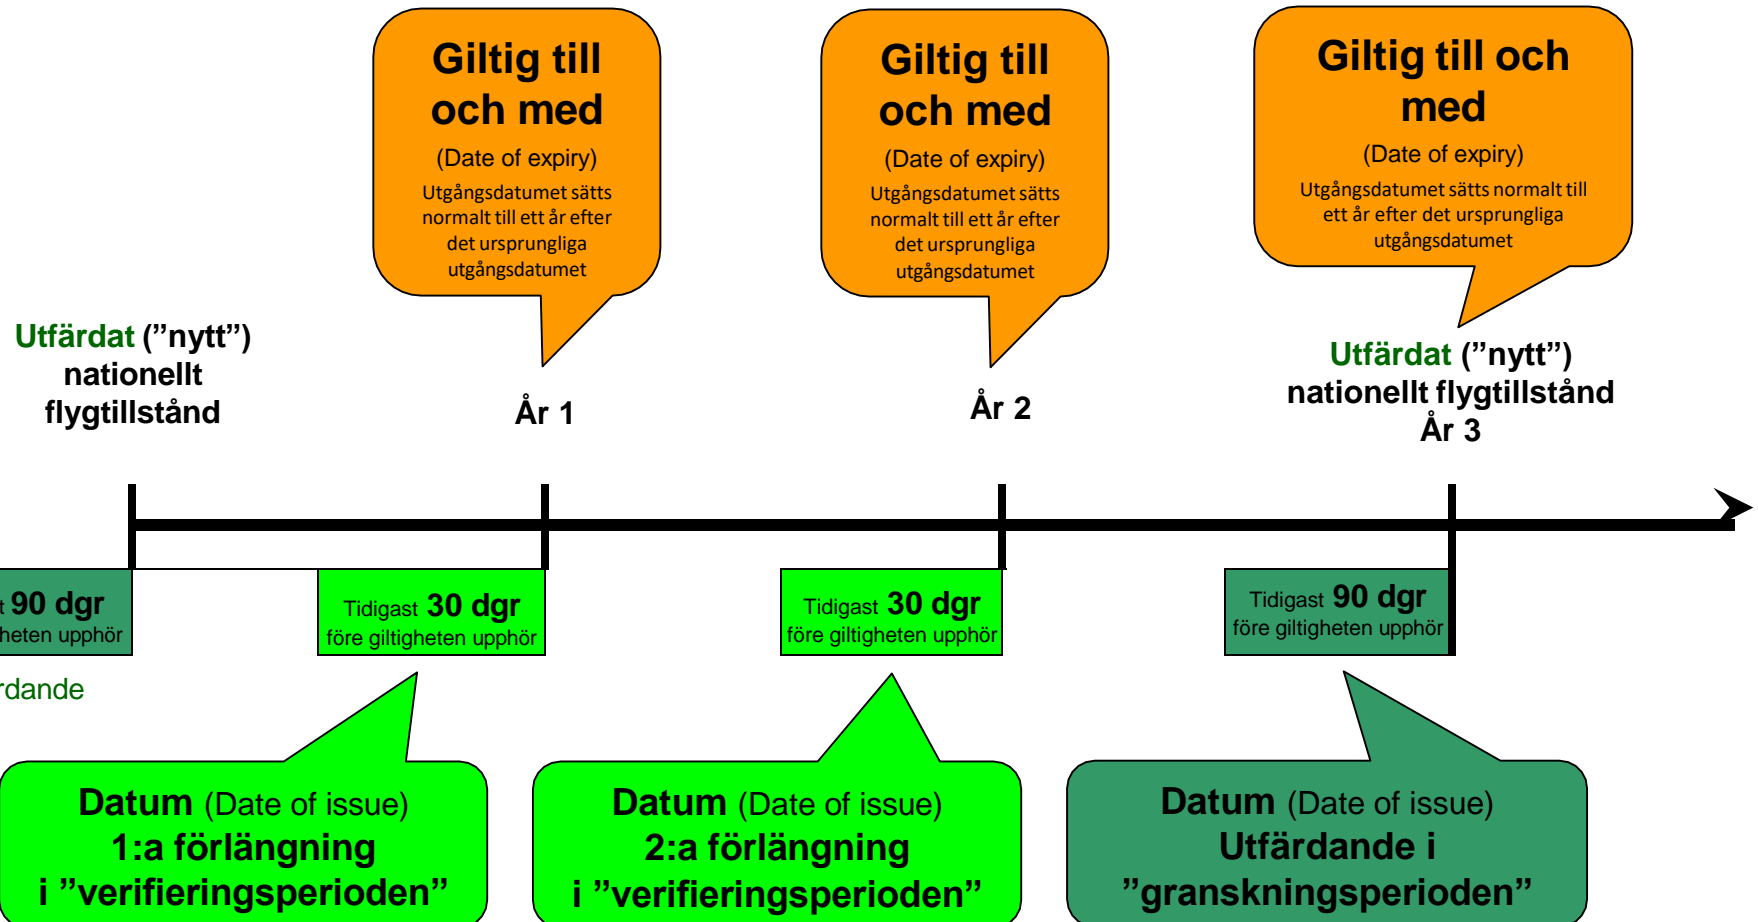 Giltig till
och med
(Date of expiry)
Utgångsdatumet sätts
normalt till ett år efter
det ursprungliga
utgångsdatumet
Giltig till
och med
(Date of expiry)
Utgångsdatumet sätts
normalt till ett år efter
det ursprungliga
utgångsdatumet
Giltig till och
med
(Date of expiry)
Utgångsdatumet sätts normalt till
ett år efter det ursprungliga
utgångsdatumet
Utfärdat (”nytt”)
nationellt
flygtillstånd
År 1
År 2
Utfärdat (”nytt”)
nationellt flygtillstånd
År 3
t 90 dgr
heten upphör
Tidigast 30 dgr
före giltigheten upphör
Tidigast 30 dgr
före giltigheten upphör
Tidigast 90 dgr
före giltigheten upphör
rdande
Datum (Date of issue)
1:a förlängning
i ”verifieringsperioden”
Datum (Date of issue)
2:a förlängning
i ”verifieringsperioden”
Datum (Date of issue)
Utfärdande i
”granskningsperioden”